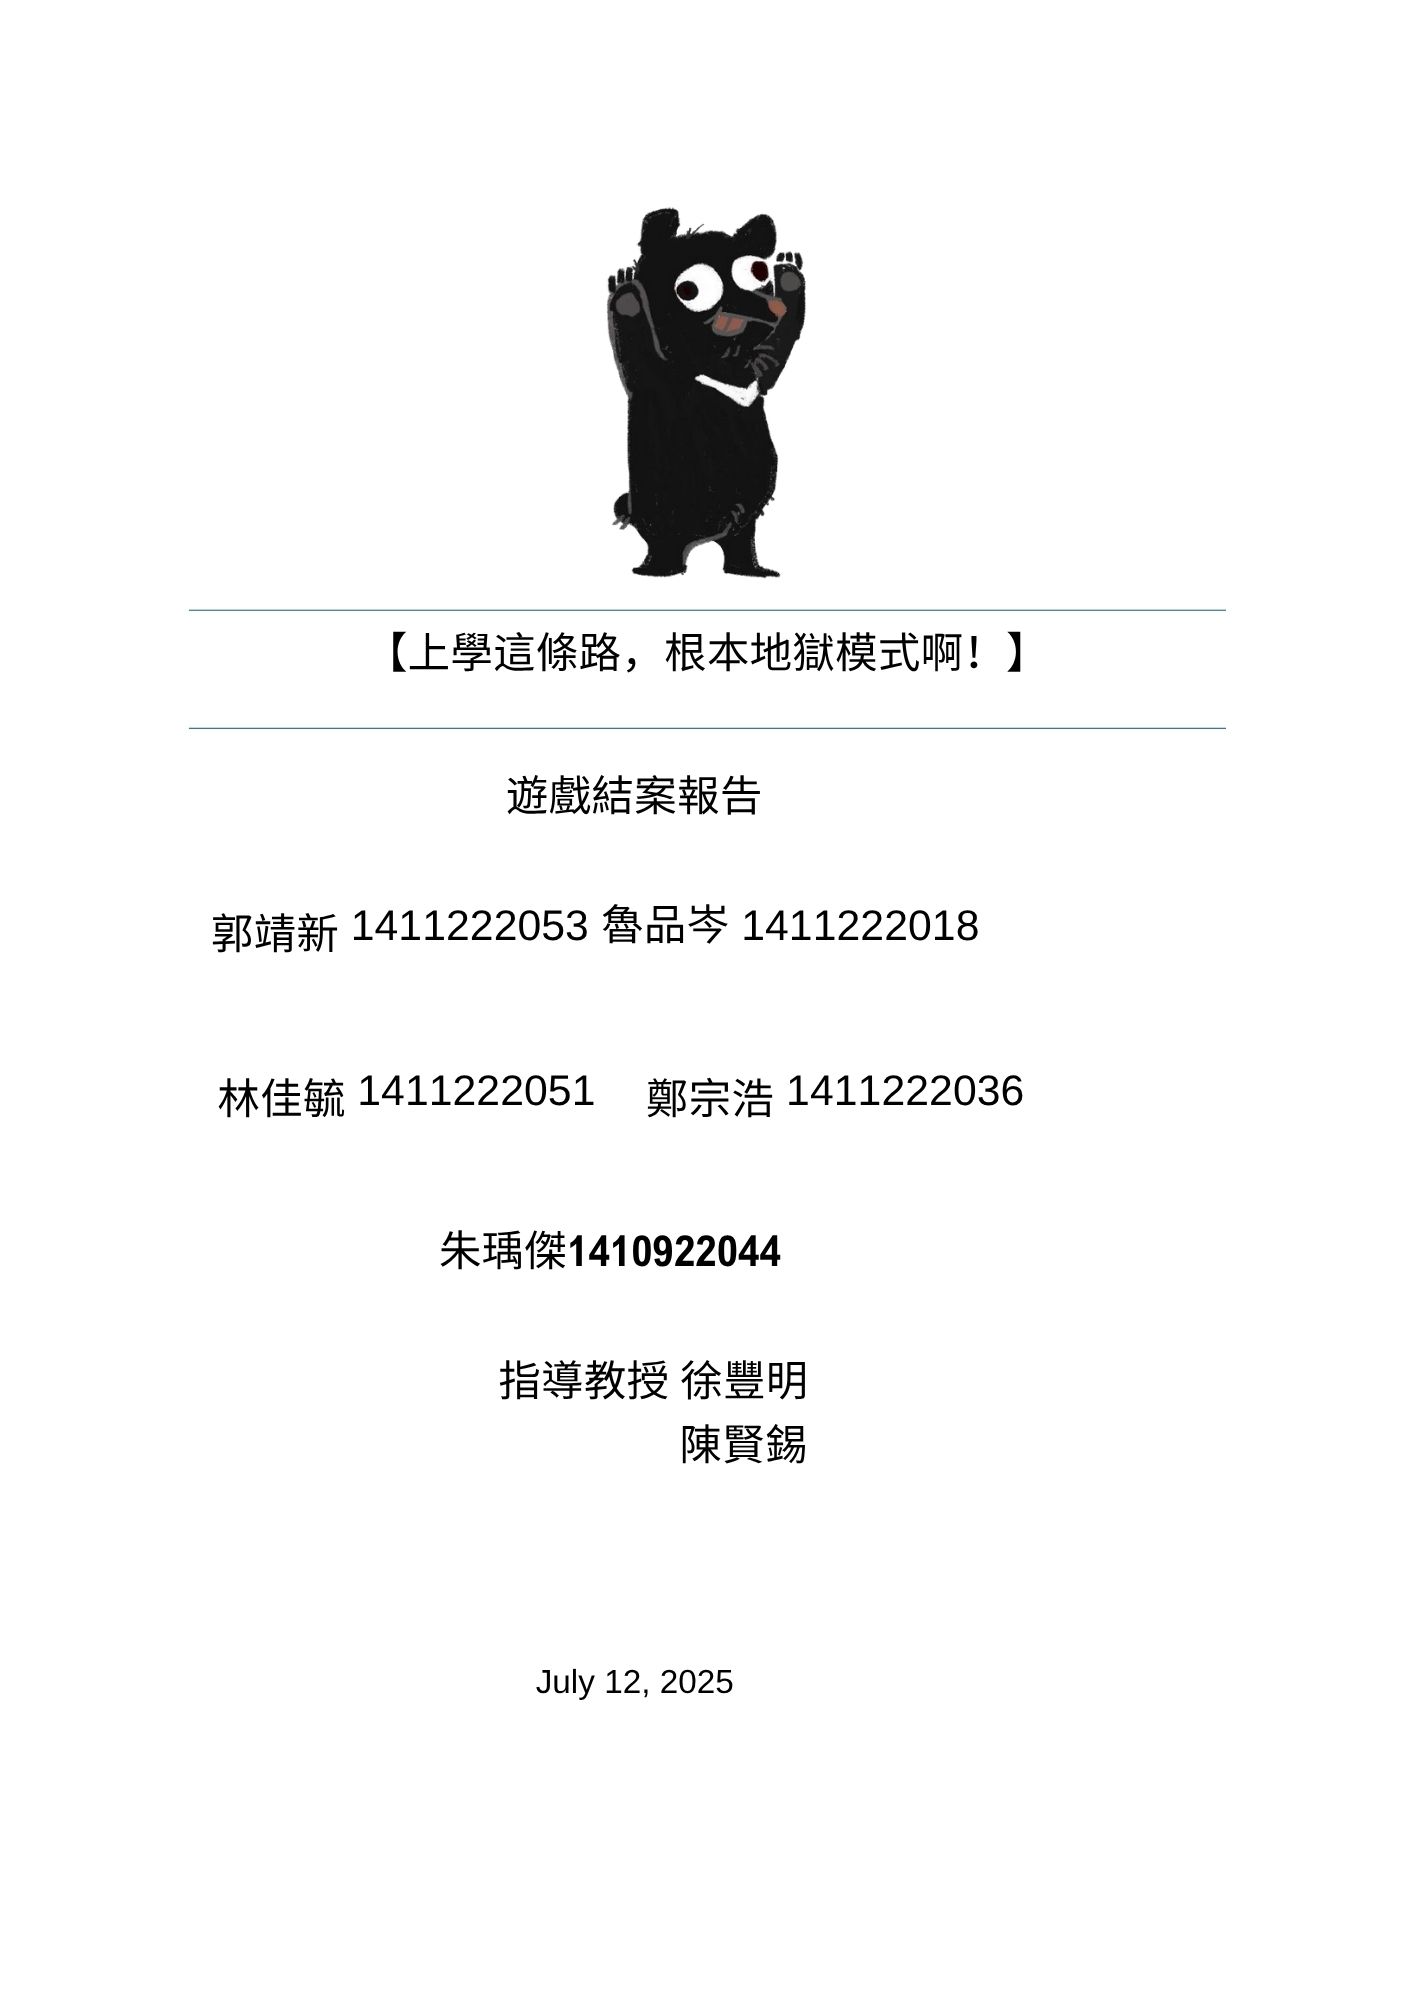 【上學這條路，根本地獄模式啊！】
遊戲結案報告
郭靖新 1411222053 魯品岑 1411222018
林佳毓 1411222051 鄭宗浩 1411222036
朱瑀傑1410922044
指導教授 徐豐明
陳賢錫
July 12, 2025